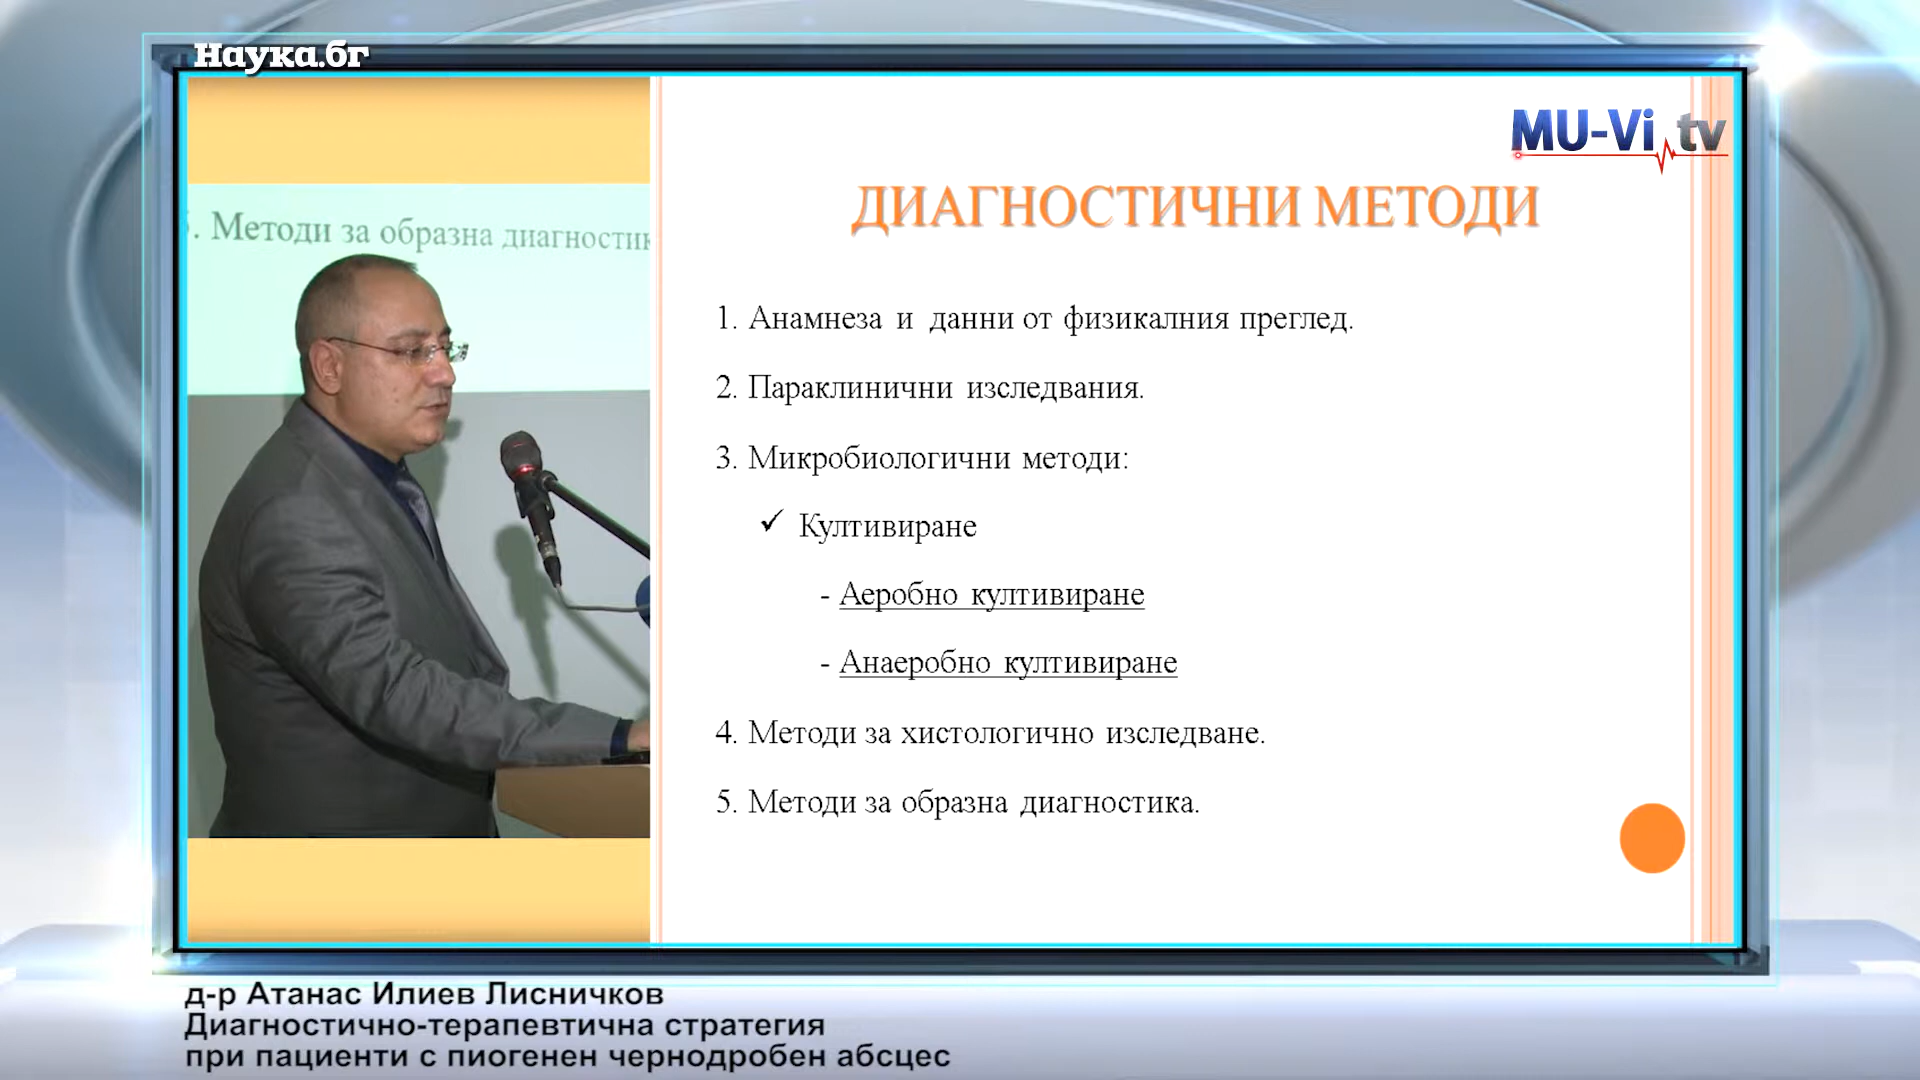 Наука.бг
MU-Vi tv
5. Методи за образна диагностик
ДИАГНОСТИЧНИ МЕТОДИ
1. Анамнеза и данни от физикалния преглед.
2. Параклинични изследвания.
3. Микробиологични методи:
✓ Култивиране
- Аеробно култивиране
- Анаеробно култивиране
4. Методи за хистологично изследване.
5. Методи за образна диагностика.
д-р Атанас Илиев Лисничков
Диагностично-терапевтична стратегия
при пациенти с пиогенен чернодробен абсцес